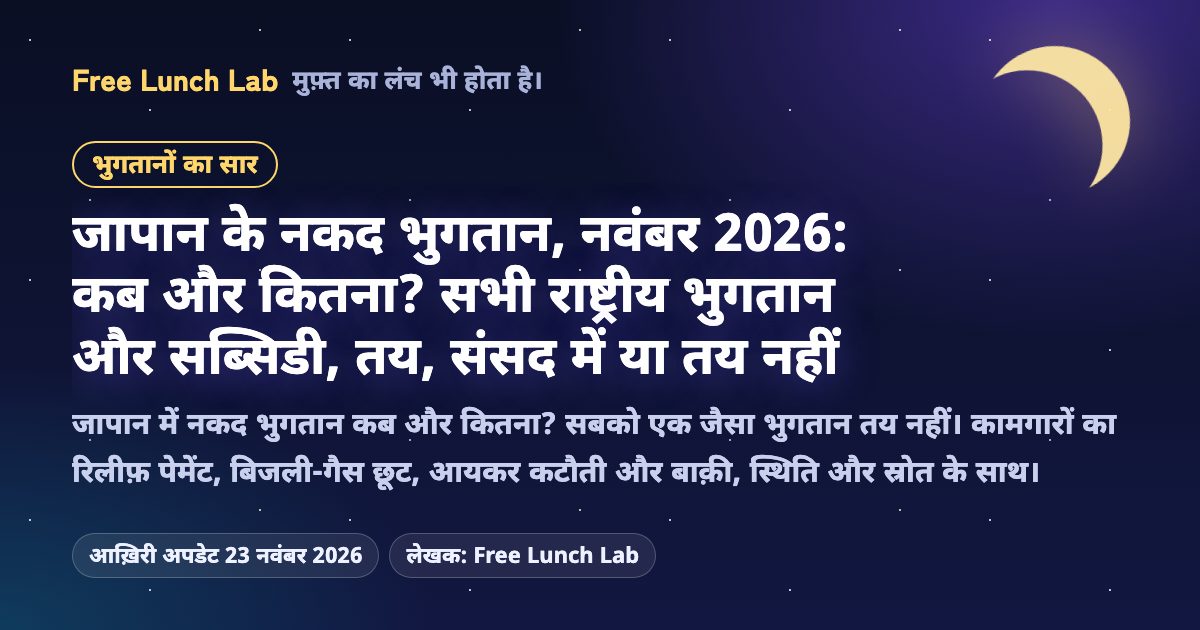 Free Lunch Lab मुफ़्त का लंच भी होता है।
भुगतानों का सार
जापान के नकद भुगतान, नवंबर 2026:
कब और कितना? सभी राष्ट्रीय भुगतान
और सब्सिडी, तय, संसद में या तय नहीं
जापान में नकद भुगतान कब और कितना? सबको एक जैसा भुगतान तय नहीं। कामगारों का
रिलीफ़ पेमेंट, बिजली-गैस छूट, आयकर कटौती और बाक़ी, स्थिति और स्रोत के साथ।
आख़िरी अपडेट 23 नवंबर 2026
लेखक: Free Lunch Lab